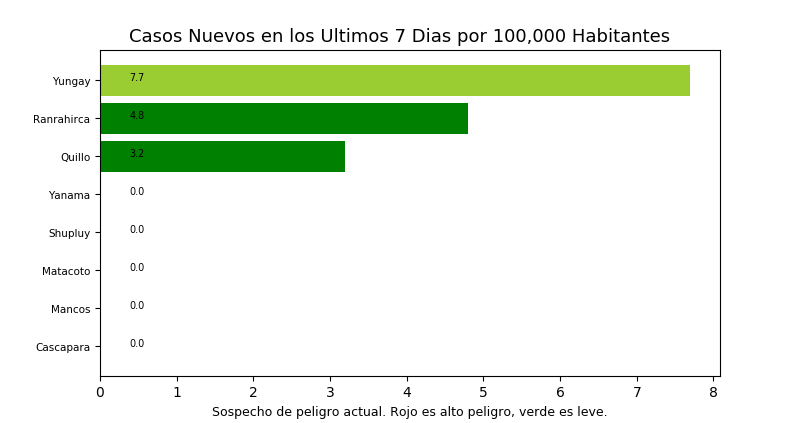 Casos Nuevos en los Ultimos 7 Dias por 100,000 Habitantes
Yungay 7.7
Ranrahirca 4.8
Quillo 3.2
Yanama 0.0
Shupluy 0.0
Matacoto 0.0
Mancos 0.0
Cascapara 0.0
0 1 2 3 4 5 6 7 8
Sospecho de peligro actual. Rojo es alto peligro, verde es leve.